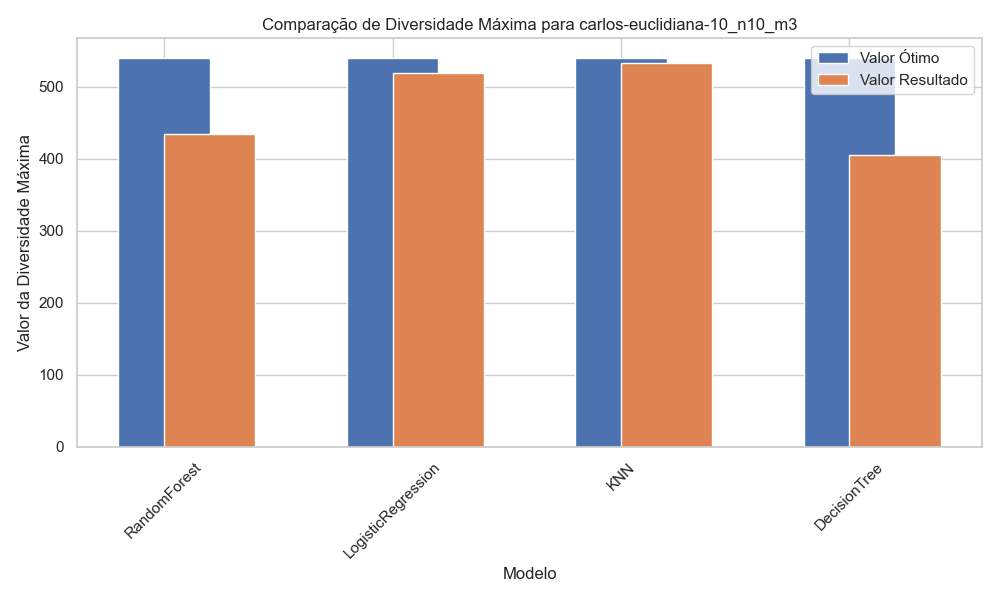 Comparação de Diversidade Máxima para carlos-euclidiana-10_n10_m3
Valor Ótimo
Valor Resultado
Valor da Diversidade Máxima
500
400
300
200
100
0
RandomForest
LogisticRegression
KNN
DecisionTree
Modelo